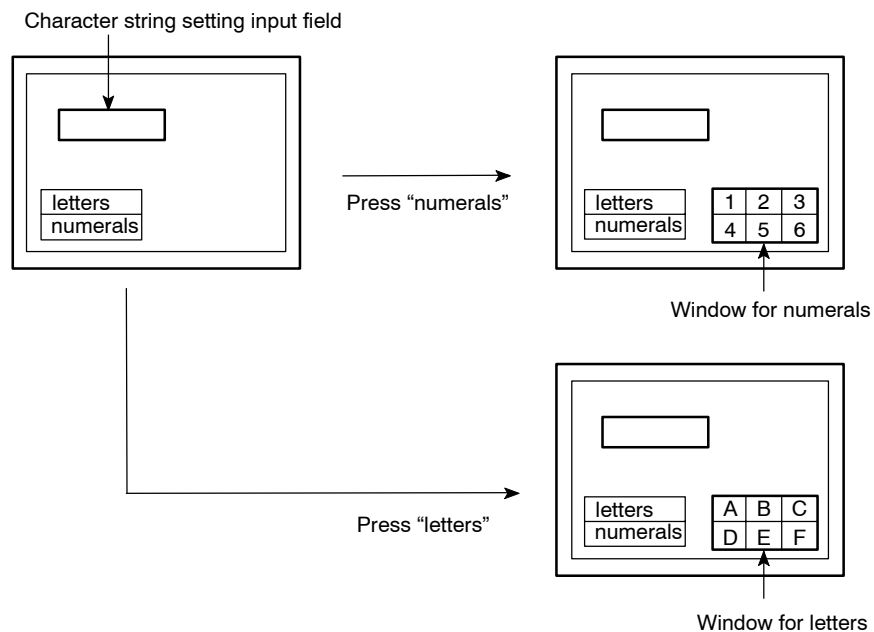 Character string setting input field
letters
numerals
Press “numerals”
letters
numerals
1 2 3
4 5 6
Window for numerals
Press “letters”
letters
numerals
A B C
D E F
Window for letters